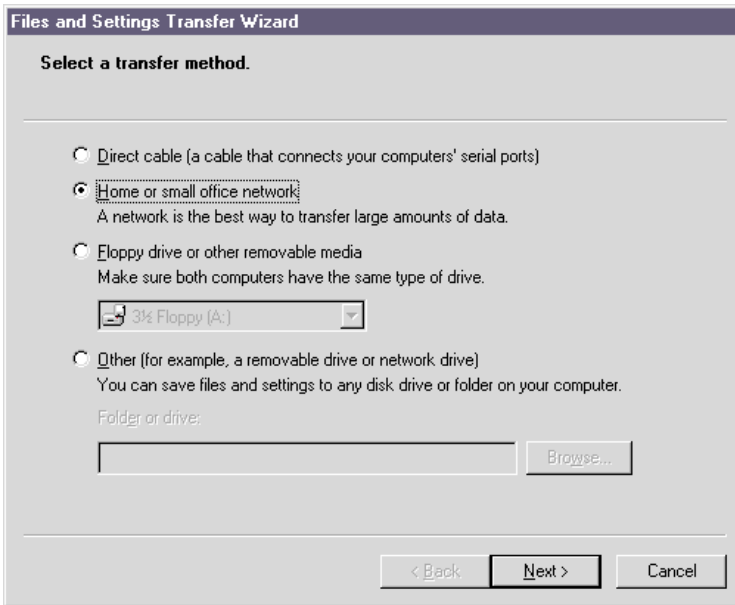 Files and Settings Transfer Wizard
Select a transfer method.
Direct cable (a cable that connects your computers' serial ports)
Home or small office network
A network is the best way to transfer large amounts of data.
Floppy drive or other removable media
Make sure both computers have the same type of drive.
3½ Floppy (A:)
Other (for example, a removable drive or network drive)
You can save files and settings to any disk drive or folder on your computer.
Folder or drive:
Browse...
< Back Next > Cancel